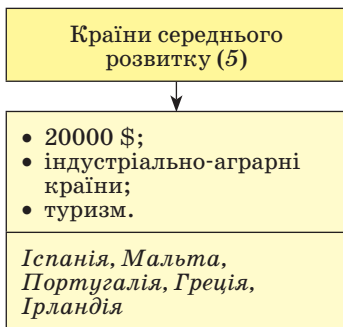 Країни середнього
розвитку (5)
• 20000 $;
• індустріально-аграрні
країни;
• туризм.
Іспанія, Мальта,
Португалія, Греція,
Ірландія